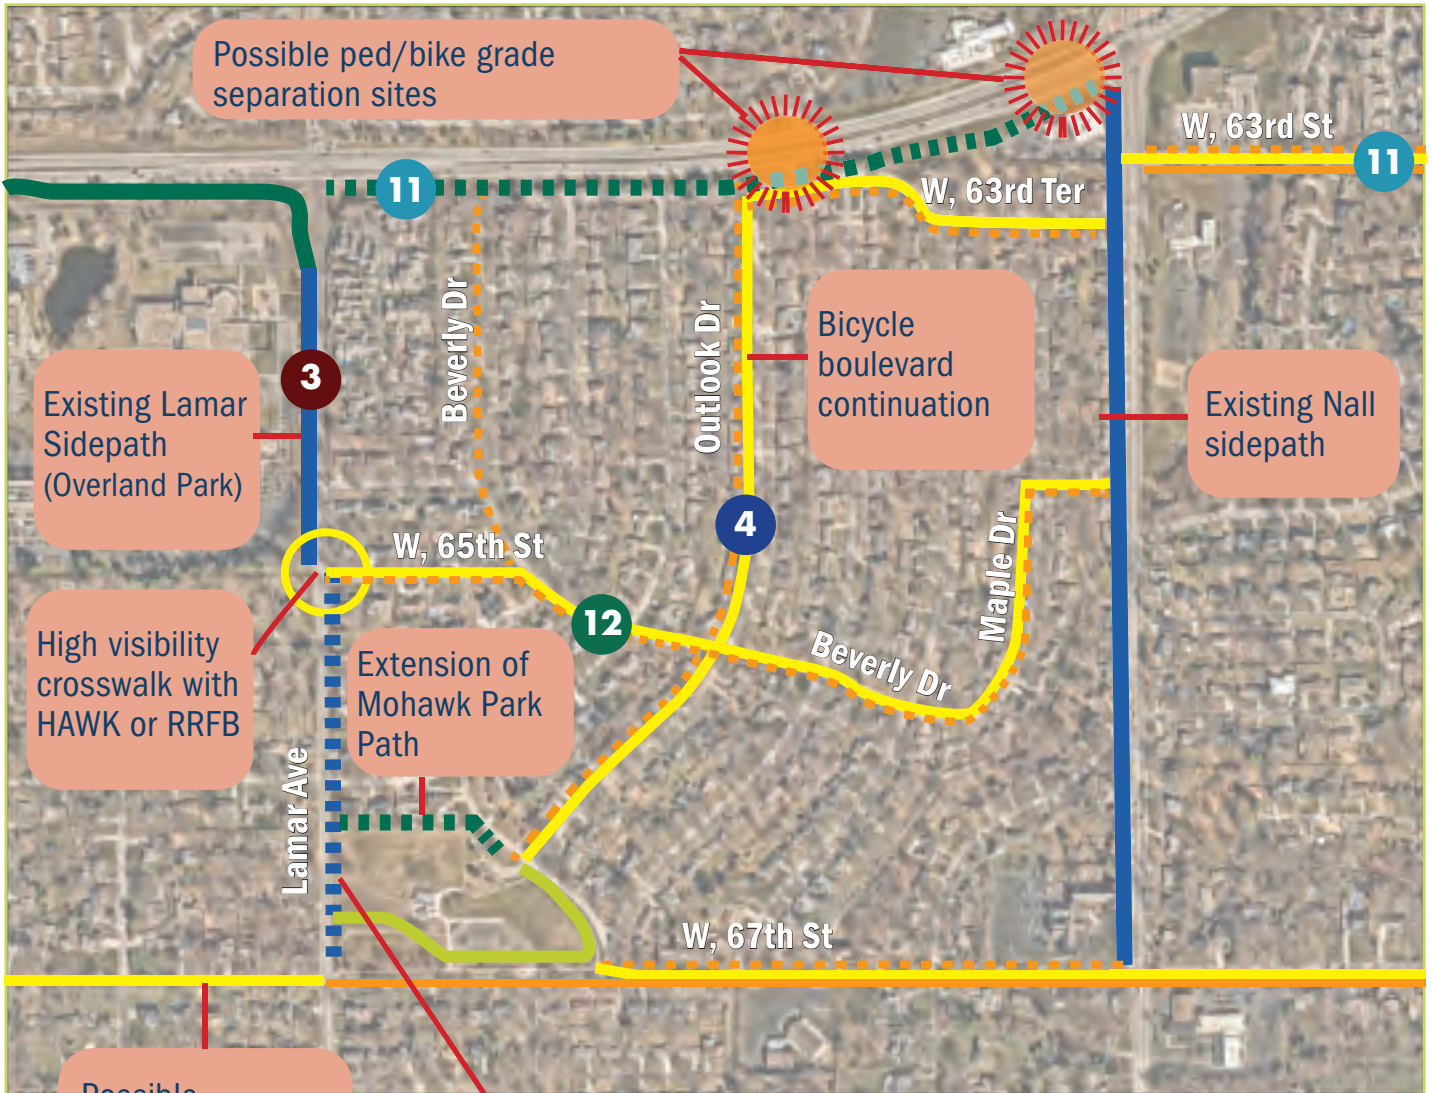 Possible ped/bike grade
separation sites
W, 63rd St
11
11
W, 63rd Ter
Beverly Dr
Outlook Dr
Bicycle
boulevard
continuation
3
Existing Lamar
Sidepath
(Overland Park)
Existing Nall
sidepath
4
W, 65th St
Maple Dr
12
Beverly Dr
High visibility
crosswalk with
HAWK or RRFB
Extension of
Mohawk Park
Path
Lamar Ave
W, 67th St
Possible